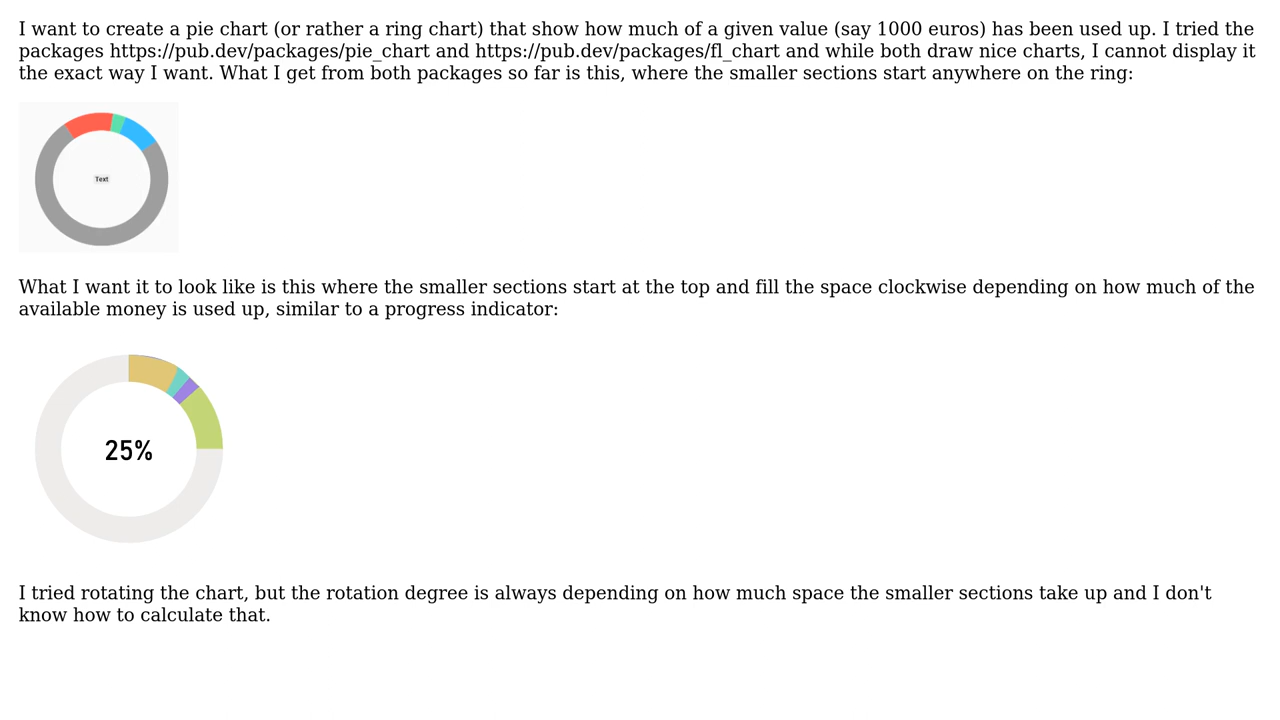 I want to create a pie chart (or rather a ring chart) that show how much of a given value (say 1000 euros) has been used up. I tried the
packages https://pub.dev/packages/pie_chart and https://pub.dev/packages/fl_chart and while both draw nice charts, I cannot display it
the exact way I want. What I get from both packages so far is this, where the smaller sections start anywhere on the ring:
Text
What I want it to look like is this where the smaller sections start at the top and fill the space clockwise depending on how much of the
available money is used up, similar to a progress indicator:
25%
I tried rotating the chart, but the rotation degree is always depending on how much space the smaller sections take up and I don't
know how to calculate that.